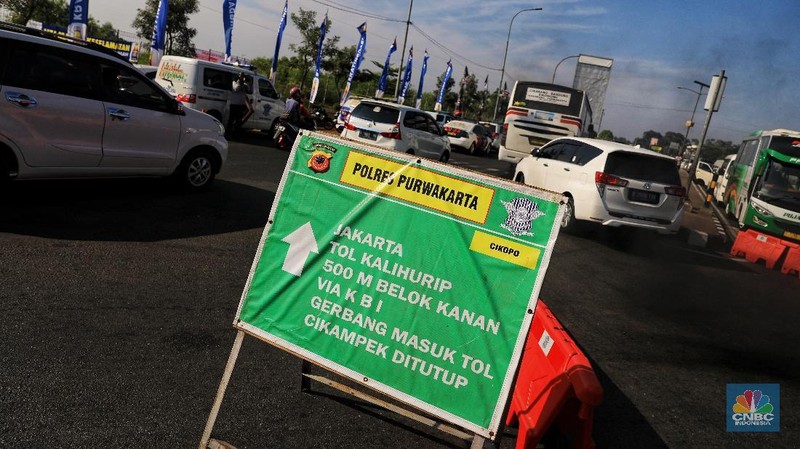 POLRES PURWAKARTA
CIKOPO
JAKARTA
TOL KALIHURIP
500 M BELOK KANAN
VIA K B I
GERBANG MASUK TOL
CIKAMPEK DITUTUP
CNBC
INDONESIA